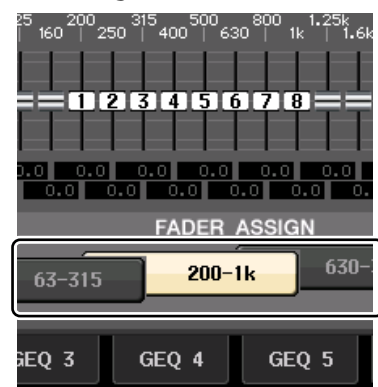 25 200 315 500 800 1.25k
160 250 400 630 1k 1.6k
1 2 3 4 5 6 7 8
0.0 0.0 0.0 0.0 0.0
0.0 0.0 0.0 0.0 0.
FADER ASSIGN
63-315 200-1k 630-
GEQ 3 GEQ 4 GEQ 5